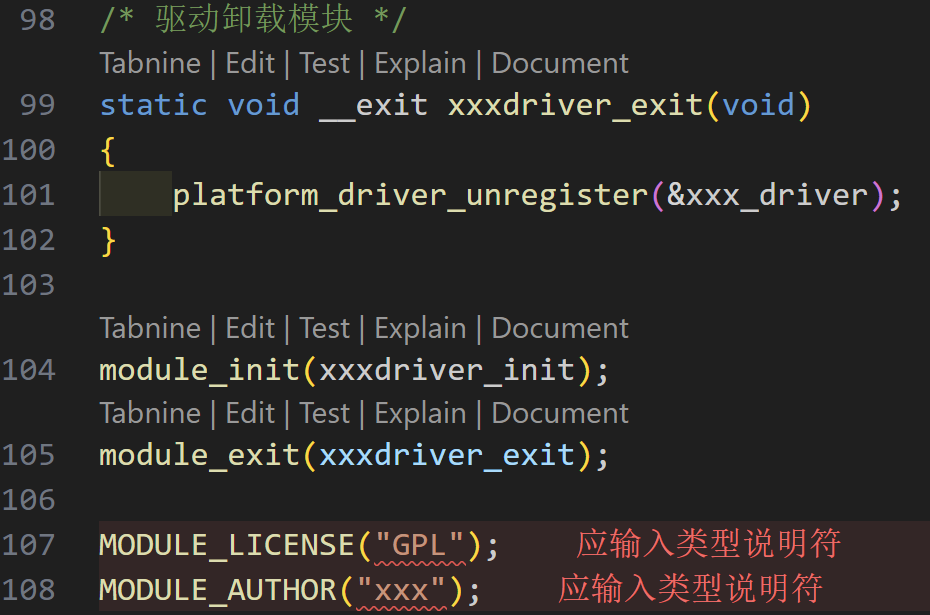 98 /* 驱动卸载模块 */
Tabnine | Edit | Test | Explain | Document
99 static void __exit xxxdriver_exit(void)
100 {
101 platform_driver_unregister(&xxx_driver);
102 }
103
Tabnine | Edit | Test | Explain | Document
104 module_init(xxxdriver_init);
Tabnine | Edit | Test | Explain | Document
105 module_exit(xxxdriver_exit);
106
107 MODULE_LICENSE("GPL"); 应输入类型说明符
108 MODULE_AUTHOR("xxx"); 应输入类型说明符